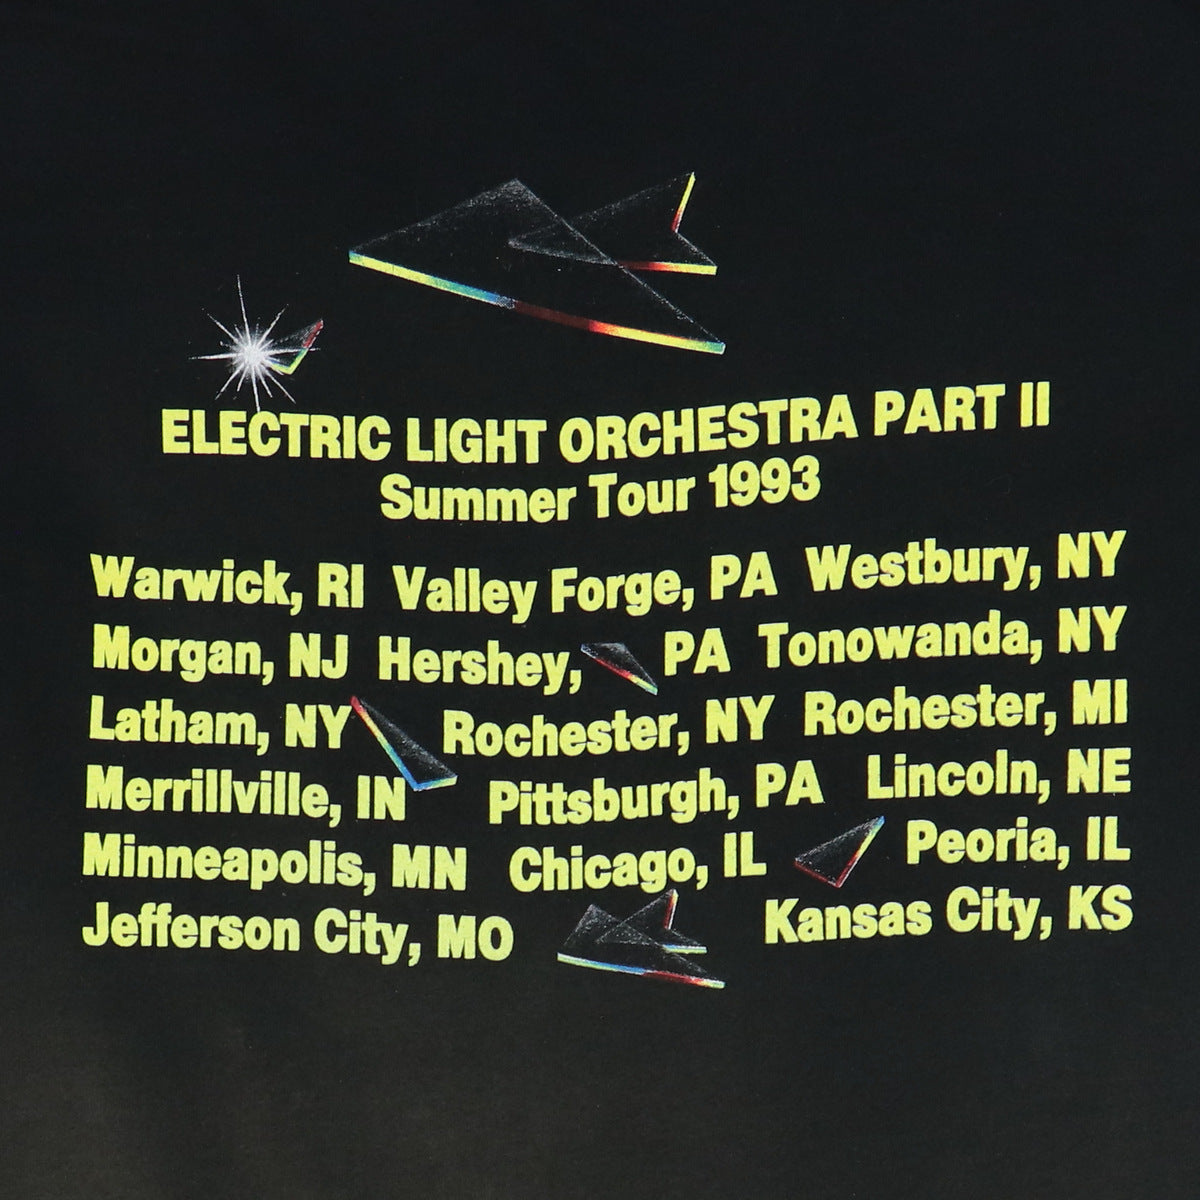 ELECTRIC LIGHT ORCHESTRA PART II
Summer Tour 1993
Warwick, RI Valley Forge, PA Westbury, NY
Morgan, NJ Hershey, PA Tonowanda, NY
Latham, NY Rochester, NY Rochester, MI
Merrillville, IN Pittsburgh, PA Lincoln, NE
Minneapolis, MN Chicago, IL Peoria, IL
Jefferson City, MO Kansas City, KS